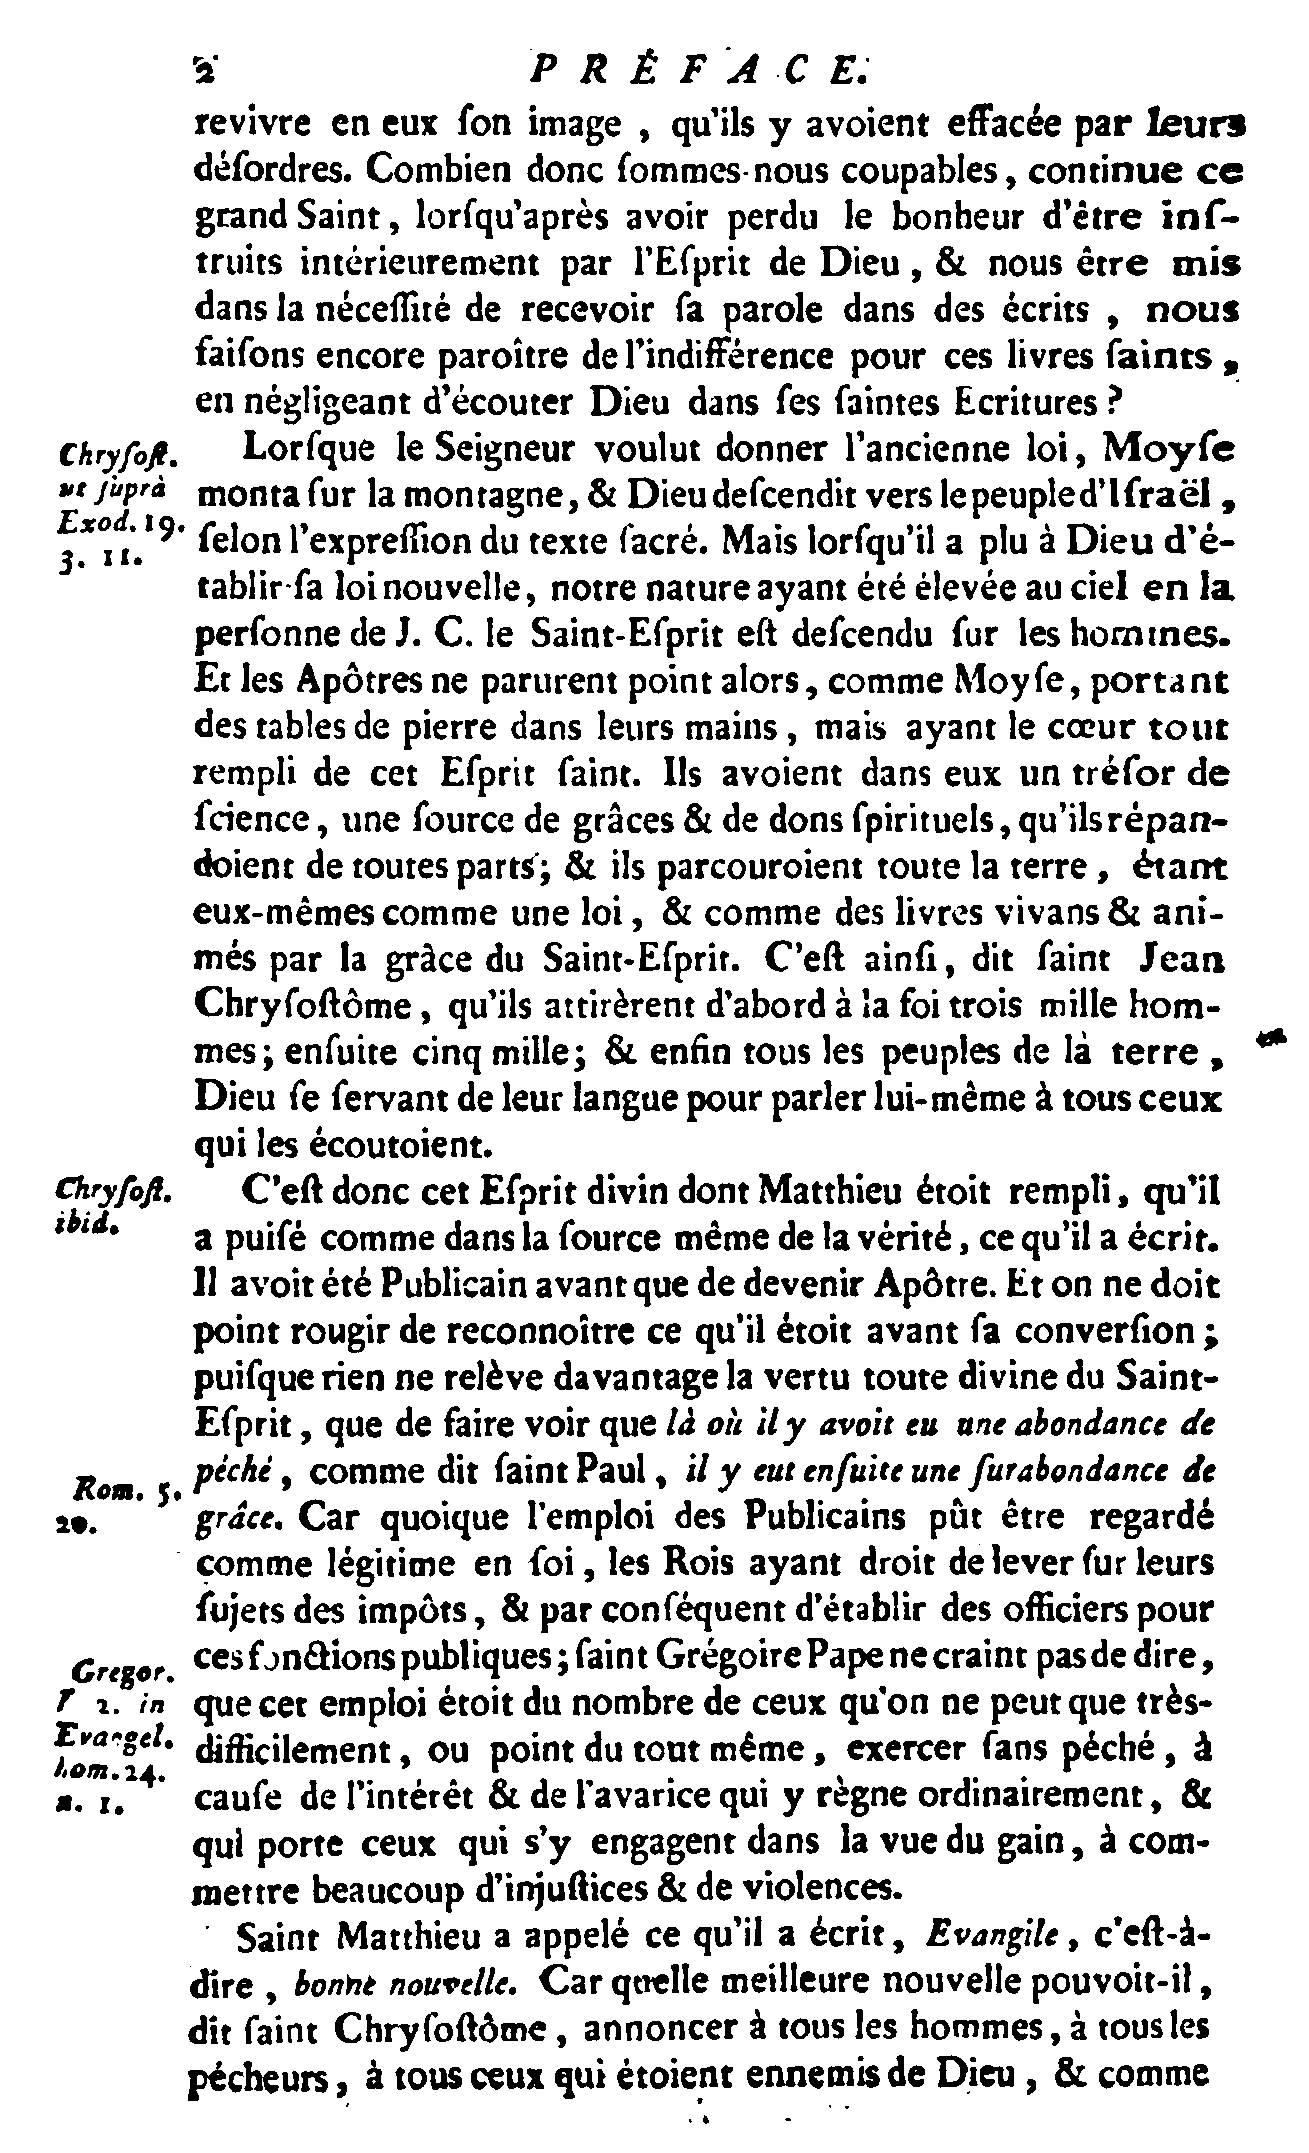 2 PRÉFACE.
revivre en eux ſon image , qu'ils y avoient effacée par leurs
déſordres. Combien donc ſommes-nous coupables, continue ce
grand Saint, lorſqu'après avoir perdu le bonheur d'être inſ-
truits intérieurement par l'Eſprit de Dieu, & nous être mis
dans la néceſſité de recevoir ſa parole dans des écrits , nous
faiſons encore paroître de l'indifférence pour ces livres ſaints,
en négligeant d'écouter Dieu dans ſes ſaintes Ecritures ?
Chryſoſt.
ut ſuprà
Exod. 19.
3. 11.
Lorſque le Seigneur voulut donner l'ancienne loi, Moyſe
monta ſur la montagne, & Dieu deſcendit vers le peuple d'Iſraël,
ſelon l'expreſſion du texte ſacré. Mais lorſqu'il a plu à Dieu d'é-
tablir ſa loi nouvelle, notre nature ayant été élevée au ciel en la
perſonne de J. C. le Saint-Eſprit eſt deſcendu ſur les hommes.
Et les Apôtres ne parurent point alors, comme Moyſe, portant
des tables de pierre dans leurs mains, mais ayant le cœur tout
rempli de cet Eſprit ſaint. Ils avoient dans eux un tréſor de
ſcience, une ſource de grâces & de dons ſpirituels, qu'ils répan-
doient de toutes parts; & ils parcouroient toute la terre, étant
eux-mêmes comme une loi, & comme des livres vivans & ani-
més par la grâce du Saint-Eſprit. C'eſt ainſi, dit ſaint Jean
Chryſoſtôme, qu'ils attirèrent d'abord à la foi trois mille hom-
mes; enſuite cinq mille; & enfin tous les peuples de là terre,
Dieu ſe ſervant de leur langue pour parler lui-même à tous ceux
qui les écoutoient.
Chryſoſt.
ibid.
C'eſt donc cet Eſprit divin dont Matthieu étoit rempli, qu'il
a puiſé comme dans la ſource même de la vérité, ce qu'il a écrit.
Il avoit été Publicain avant que de devenir Apôtre. Et on ne doit
point rougir de reconnoître ce qu'il étoit avant ſa converſion;
puiſque rien ne relève davantage la vertu toute divine du Saint-
Eſprit, que de faire voir que là où il y avoit eu une abondance de
péché, comme dit ſaint Paul, il y eut enſuite une ſurabondance de
Rom. 5.
20.
grâce. Car quoique l'emploi des Publicains pût être regardé
comme légitime en ſoi, les Rois ayant droit de lever ſur leurs
ſujets des impôts, & par conſéquent d'établir des officiers pour
ces fonctions publiques; ſaint Grégoire Pape ne craint pas de dire,
Gregor.
T 2. in
Evangel.
hom. 24.
n. 1.
que cet emploi étoit du nombre de ceux qu'on ne peut que très-
difficilement, ou point du tout même, exercer ſans péché, à
cauſe de l'intérêt & de l'avarice qui y règne ordinairement, &
qui porte ceux qui s'y engagent dans la vue du gain, à com-
mettre beaucoup d'injuſtices & de violences.
Saint Matthieu a appelé ce qu'il a écrit, Evangile, c'eſt-à-
dire, bonne nouvelle. Car quelle meilleure nouvelle pouvoit-il,
dit ſaint Chryſoſtôme, annoncer à tous les hommes, à tous les
pécheurs, à tous ceux qui étoient ennemis de Dieu, & comme